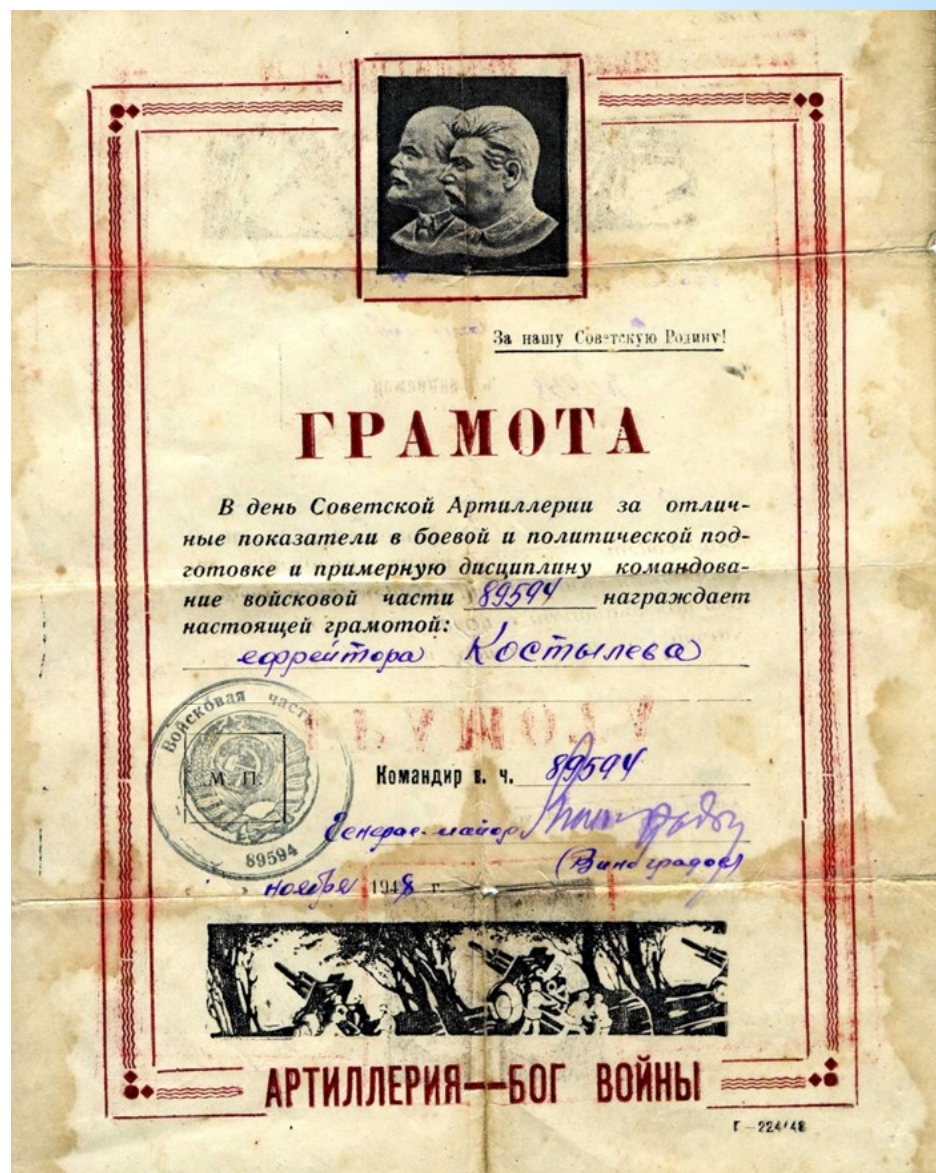 За нашу Советскую Родину!
ГРАМОТА
В день Советской Артиллерии за отлич-
ные показатели в боевой и политической под-
готовке и примерную дисциплину командова-
ние войсковой части 89594 награждает
настоящей грамотой:
ефрейтора Костылева
Войсковая часть
М. П.
89594
Командир в. ч. 89594
Генерал-майор
(Виноградов)
ноября 1948 г.
АРТИЛЛЕРИЯ—БОГ ВОЙНЫ
Г—224/48